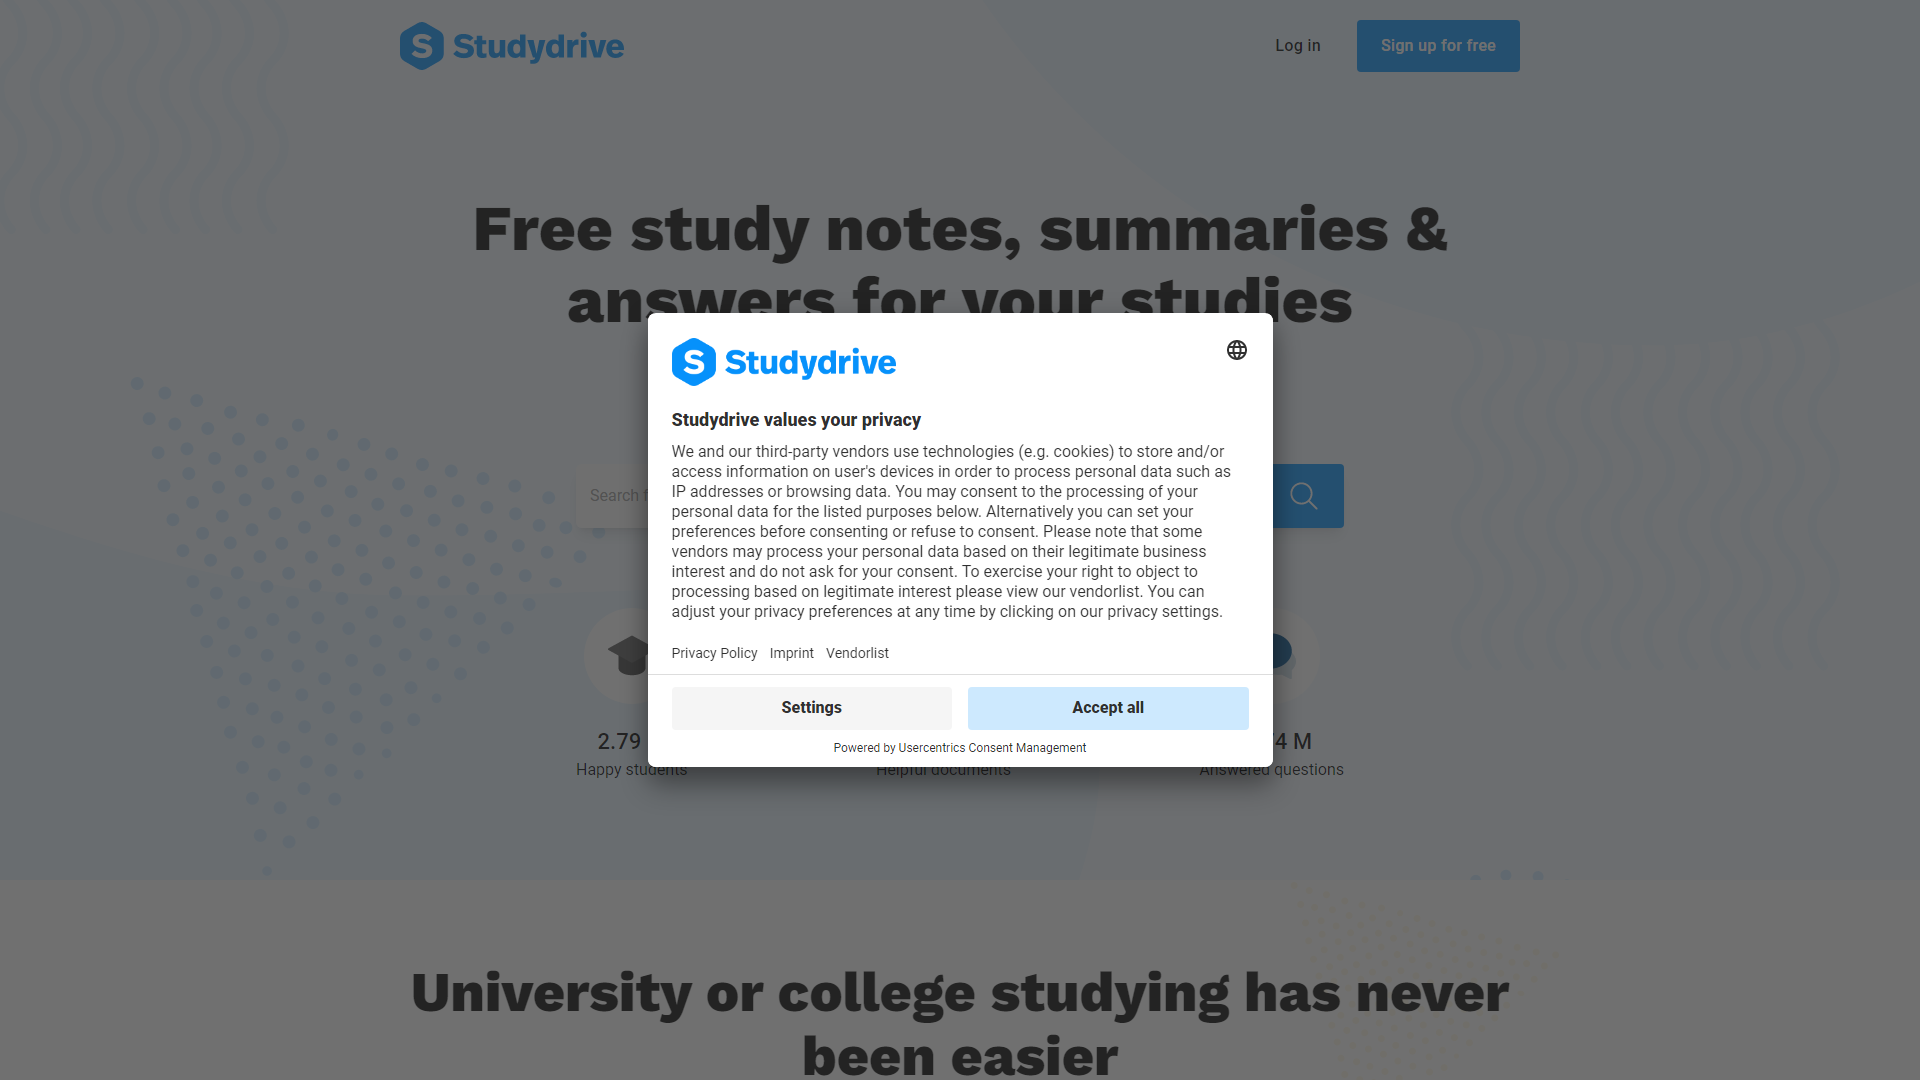 Studydrive
Log in
Sign up for free
Free study notes, summaries &
answers for your studies
Studydrive
Studydrive values your privacy
We and our third-party vendors use technologies (e.g. cookies) to store and/or
access information on user's devices in order to process personal data such as
IP addresses or browsing data. You may consent to the processing of your
personal data for the listed purposes below. Alternatively you can set your
preferences before consenting or refuse to consent. Please note that some
vendors may process your personal data based on their legitimate business
interest and do not ask for your consent. To exercise your right to object to
processing based on legitimate interest please view our vendorlist. You can
adjust your privacy preferences at any time by clicking on our privacy settings.
Search
Privacy Policy Imprint Vendorlist
Settings
Accept all
Powered by Usercentrics Consent Management
2.79
4 M
Happy students
Helpful documents
Answered questions
University or college studying has never
been easier